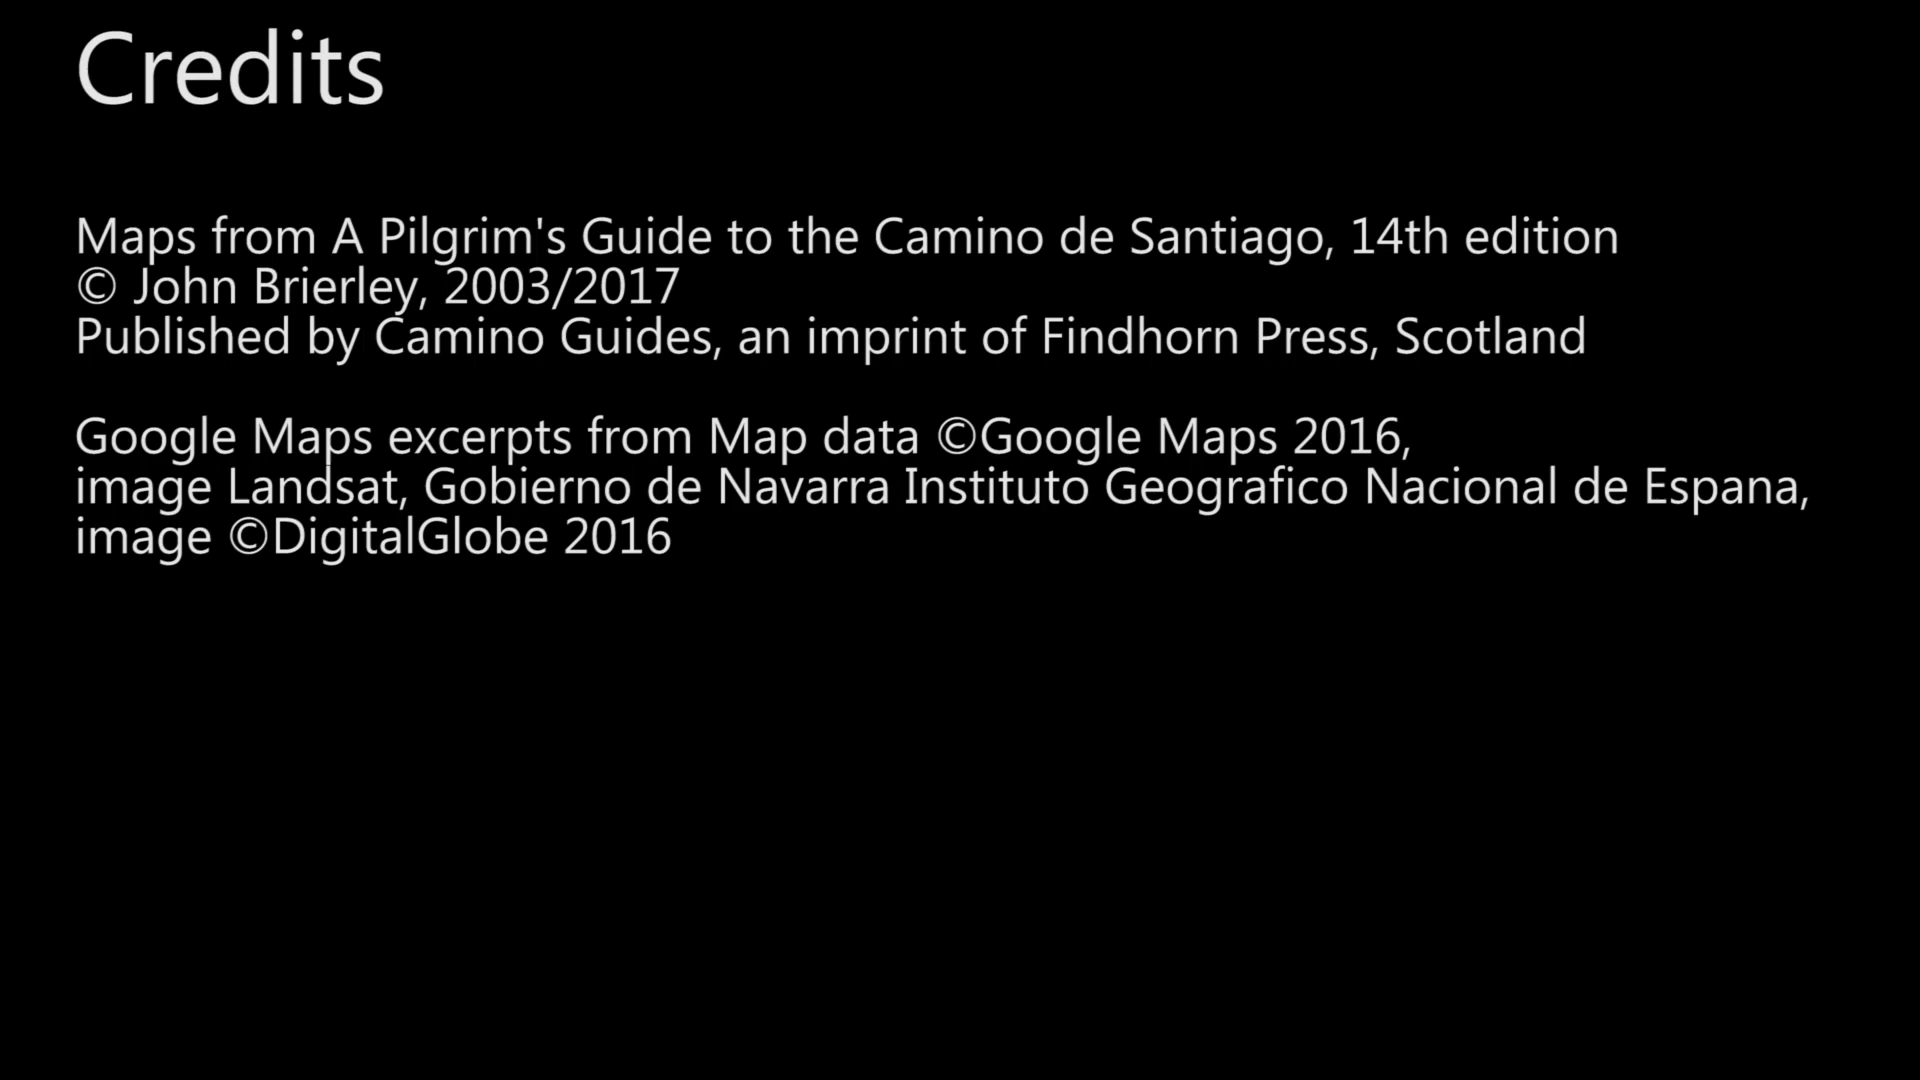 Credits
Maps from A Pilgrim's Guide to the Camino de Santiago, 14th edition
© John Brierley, 2003/2017
Published by Camino Guides, an imprint of Findhorn Press, Scotland
Google Maps excerpts from Map data ©Google Maps 2016,
image Landsat, Gobierno de Navarra Instituto Geografico Nacional de Espana,
image ©DigitalGlobe 2016